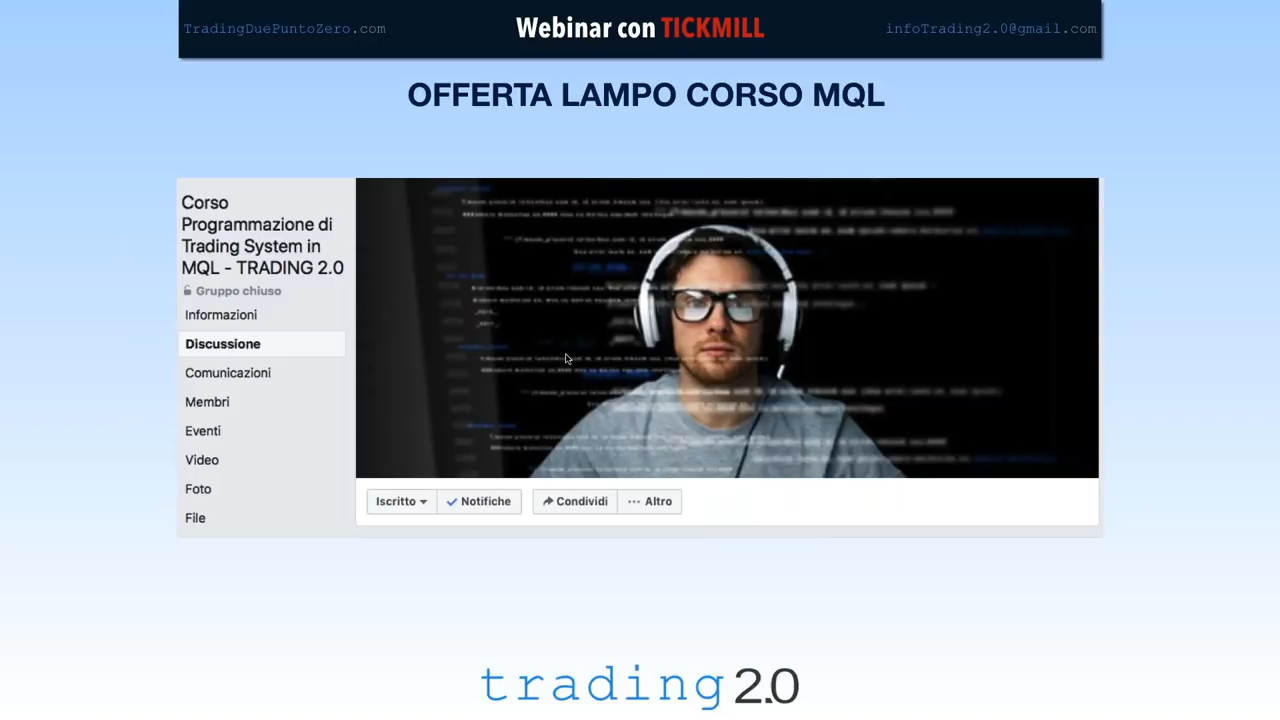 TradingDuePuntoZero.com
Webinar con TICKMILL
infoTrading2.0@gmail.com
OFFERTA LAMPO CORSO MQL
Corso
Programmazione di
Trading System in
MQL - TRADING 2.0
Gruppo chiuso
Informazioni
Discussione
Comunicazioni
Membri
Eventi
Video
Foto
File
Iscritto
Notifiche
Condividi
Altro
trading 2.0